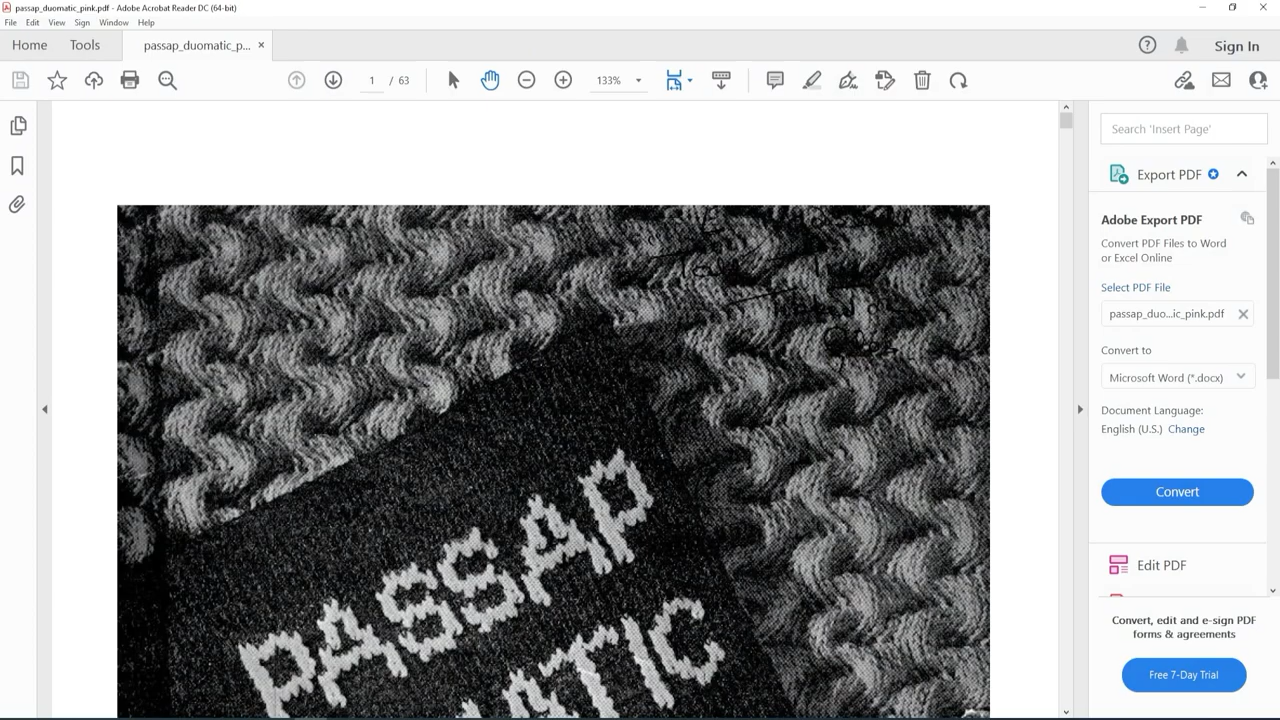 passap_duomatic_pink.pdf - Adobe Acrobat Reader DC (64-bit)
File Edit View Sign Window Help
Home Tools passap_duomatic_p... Sign In
1 / 63 133%
Search 'Insert Page'
Export PDF
Adobe Export PDF
Convert PDF Files to Word
or Excel Online
Select PDF File
passap_duo...ic_pink.pdf
Convert to
Microsoft Word (*.docx)
Document Language:
English (U.S.) Change
Convert
Edit PDF
Convert, edit and e-sign PDF
forms & agreements
Free 7-Day Trial
PASSAP